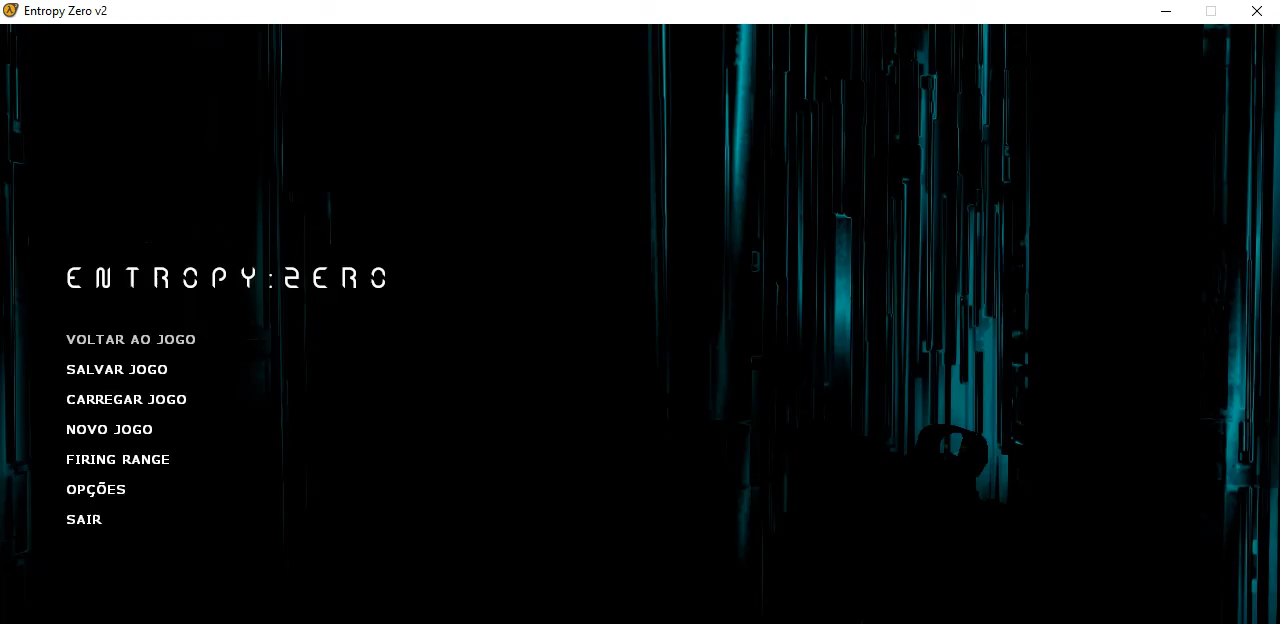 Entropy Zero v2
ENTROPY:ZERO
VOLTAR AO JOGO
SALVAR JOGO
CARREGAR JOGO
NOVO JOGO
FIRING RANGE
OPÇÕES
SAIR